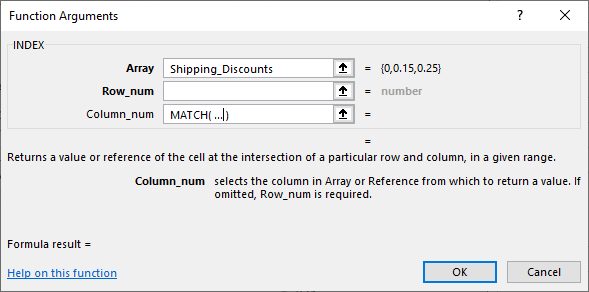 Function Arguments ? ×
INDEX
Array Shipping_Discounts = {0,0.15,0.25}
Row_num = number
Column_num MATCH( ...) =
=
Returns a value or reference of the cell at the intersection of a particular row and column, in a given range.
Column_num selects the column in Array or Reference from which to return a value. If
omitted, Row_num is required.
Formula result =
Help on this function OK Cancel